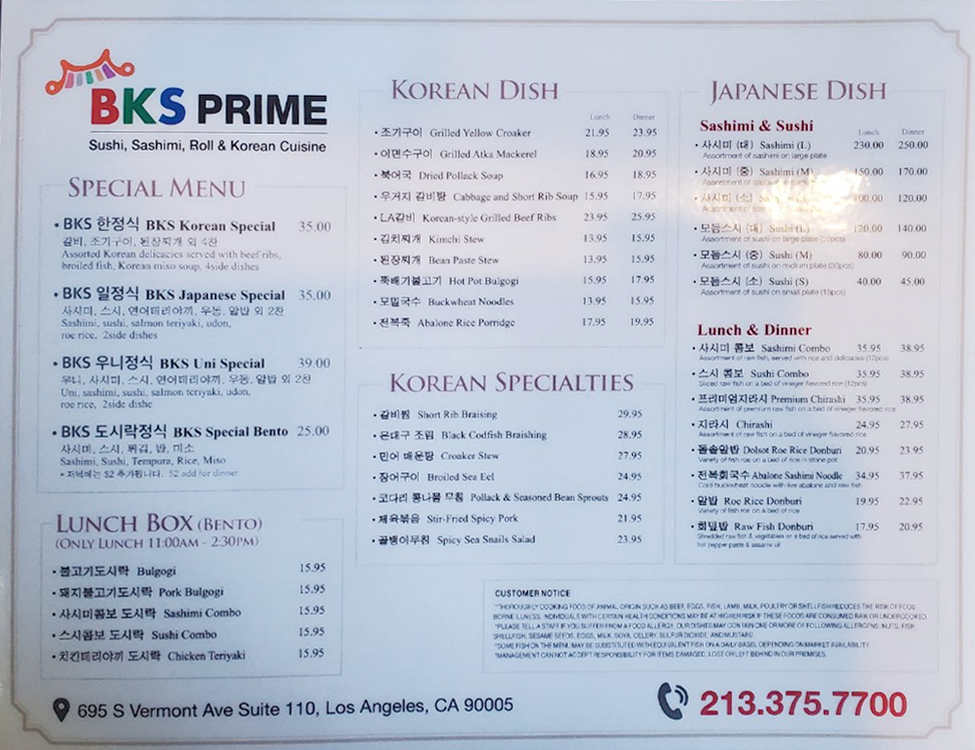 BKS PRIME
Sushi, Sashimi, Roll & Korean Cuisine
SPECIAL MENU
• BKS 한정식 BKS Korean Special 35.00
갈비, 조기구이, 된장찌개 외 4찬
Assorted Korean delicacies served with beef ribs,
broiled fish, Korean miso soup, 4side dishes
• BKS 일정식 BKS Japanese Special 35.00
사시미, 스시, 연어데리야끼, 우동, 알밥 외 2찬
Sashimi, sushi, salmon teriyaki, udon,
roe rice, 2side dishes
• BKS 우니정식 BKS Uni Special 39.00
우니, 사시미, 스시, 연어데리야끼, 우동, 알밥 외 2찬
Uni, sashimi, sushi, salmon teriyaki, udon,
roe rice, 2side dishe
• BKS 도시락정식 BKS Special Bento 25.00
사시미, 스시, 튀김, 밥, 미소
Sashimi, Sushi, Tempura, Rice, Miso
• 저녁에는 $2 추가됩니다. $2 add for dinner
LUNCH BOX (BENTO)
(ONLY LUNCH 11:00AM - 2:30PM)
• 불고기도시락 Bulgogi 15.95
• 돼지불고기도시락 Pork Bulgogi 15.95
• 사시미콤보 도시락 Sashimi Combo 15.95
• 스시콤보 도시락 Sushi Combo 15.95
• 치킨데리야끼 도시락 Chicken Teriyaki 15.95
KOREAN DISH
Lunch Dinner
• 조기구이 Grilled Yellow Croaker 21.95 23.95
• 이면수구이 Grilled Atka Mackerel 18.95 20.95
• 북어국 Dried Pollack Soup 16.95 18.95
• 우거지 갈비탕 Cabbage and Short Rib Soup 15.95 17.95
• LA갈비 Korean-style Grilled Beef Ribs 23.95 25.95
• 김치찌개 Kimchi Stew 13.95 15.95
• 된장찌개 Bean Paste Stew 13.95 15.95
• 뚝배기불고기 Hot Pot Bulgogi 15.95 17.95
• 모밀국수 Buckwheat Noodles 13.95 15.95
• 전복죽 Abalone Rice Porridge 17.95 19.95
KOREAN SPECIALTIES
• 갈비찜 Short Rib Braising 29.95
• 은대구 조림 Black Codfish Braishing 28.95
• 민어 매운탕 Croaker Stew 27.95
• 장어구이 Broiled Sea Eel 24.95
• 코다리 콩나물 무침 Pollack & Seasoned Bean Sprouts 24.95
• 제육볶음 Stir-Fried Spicy Pork 21.95
• 골뱅이무침 Spicy Sea Snails Salad 23.95
JAPANESE DISH
Sashimi & Sushi
Lunch Dinner
• 사시미 (대) Sashimi (L) 230.00 250.00
Assortment of sashimi on large plate
• 사시미 (중) Sashimi (M) 150.00 170.00
• 사시미 (소) 100.00 120.00
• 모듬스시 (대) Sushi (L) 120.00 140.00
Assortment of sushi on large plate
• 모듬스시 (중) Sushi (M) 80.00 90.00
Assortment of sushi on midium plate (30pcs)
• 모듬스시 (소) Sushi (S) 40.00 45.00
Assortment of sushi on small plate (15pcs)
Lunch & Dinner
• 사시미 콤보 Sashimi Combo 35.95 38.95
Assortment of raw fish, served with rice and delicacies (17pcs)
• 스시 콤보 Sushi Combo 35.95 38.95
Sliced raw fish on a bed of vinegar flavored rice (12pcs)
• 프리미엄지라시 Premium Chirashi 35.95 38.95
Assortment of premium raw fish on a bed of vineger flavored rice
• 지라시 Chirashi 24.95 27.95
Assortment of raw fish on a bed of vineger flavored rice
• 돌솥알밥 Dolsot Roe Rice Donburi 20.95 23.95
Variety of fish roe on a bed of rice in stone pot
• 전복회국수 Abalone Sashimi Noodle 34.95 37.95
Cold buckwheat noodle with live abalone and raw fish
• 알밥 Roe Rice Donburi 19.95 22.95
Variety of fish roe on a bed of rice
• 회덮밥 Raw Fish Donburi 17.95 20.95
Shredded raw fish & vegetables on a bed of rice served with
hot pepper paste & sesame oil
CUSTOMER NOTICE
*THOROUGHLY COOKING FOOD OF ANIMAL ORIGIN SUCH AS BEEF, EGGS, FISH, LAMB, MILK, POULTRY OR SHELLFISH REDUCES THE RISK OF FOOD
BORNE ILLNESS. INDIVIDUALS WITH CERTAIN HEALTH CONDITIONS MAY BE AT HIGHER RISK IF THESE FOODS ARE CONSUMED RAW OR UNDERCOOKED.
*PLEASE TELL A STAFF IF YOU SUFFER FROM A FOOD ALLERGY. OUR DISHES MAY CONTAIN ONE OR MORE OF FOLLOWING ALLERGENS: NUTS, FISH,
SHELLFISH, SESAME SEEDS, EGGS, MILK, SOYA, CELERY, SULFUR DIOXIDE, AND MUSTARD
*SOME FISH ON THE MENU MAY BE SUBSTITUTED WITH EQUIVALENT FISH ON A DAILY BASIS, DEPENDING ON MARKET AVAILABILITY.
*MANAGEMENT CAN NOT ACCEPT RESPONSIBILITY FOR ITEMS DAMAGED, LOST OR LEFT BEHIND IN OUR PREMISES.
695 S Vermont Ave Suite 110, Los Angeles, CA 90005
213.375.7700